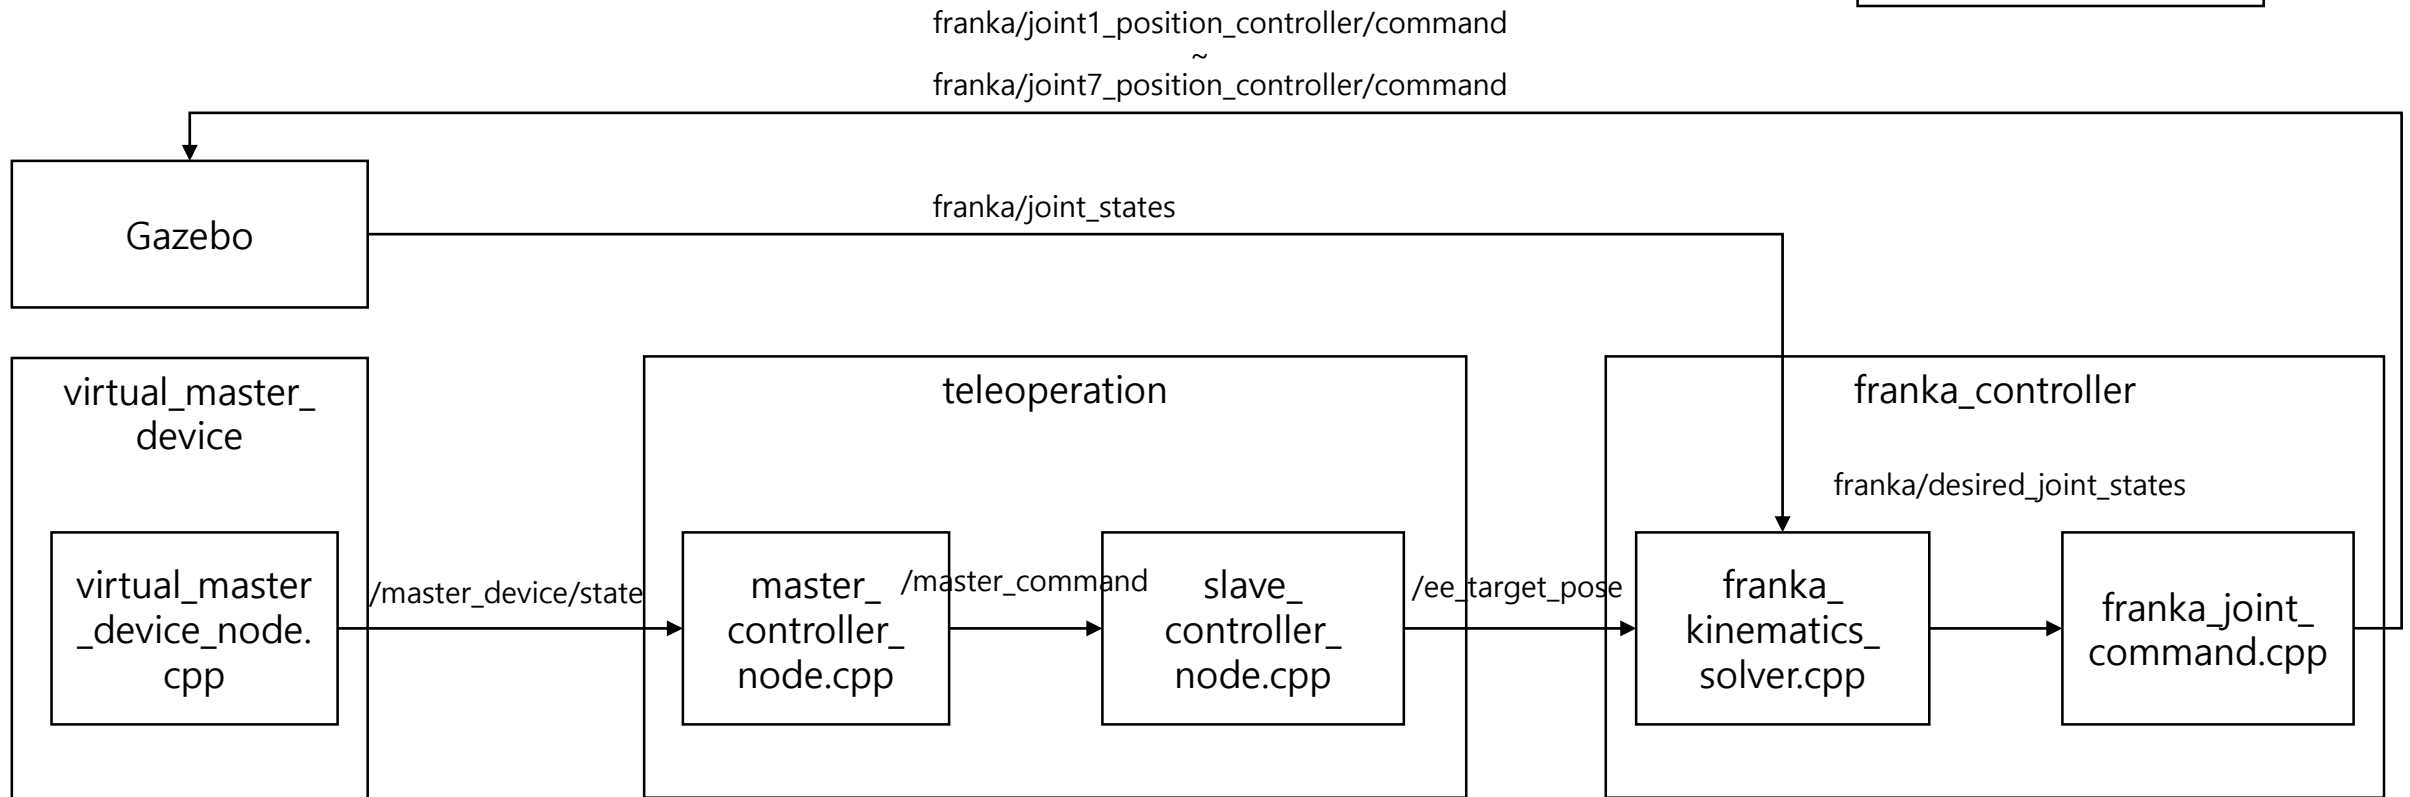 franka/joint1_position_controller/command
~
franka/joint7_position_controller/command
Gazebo
franka/joint_states
virtual_master_
device
teleoperation
franka_controller
franka/desired_joint_states
virtual_master
_device_node.
cpp
/master_device/state
master_
controller_
node.cpp
/master_command
slave_
controller_
node.cpp
/ee_target_pose
franka_
kinematics_
solver.cpp
franka_joint_
command.cpp